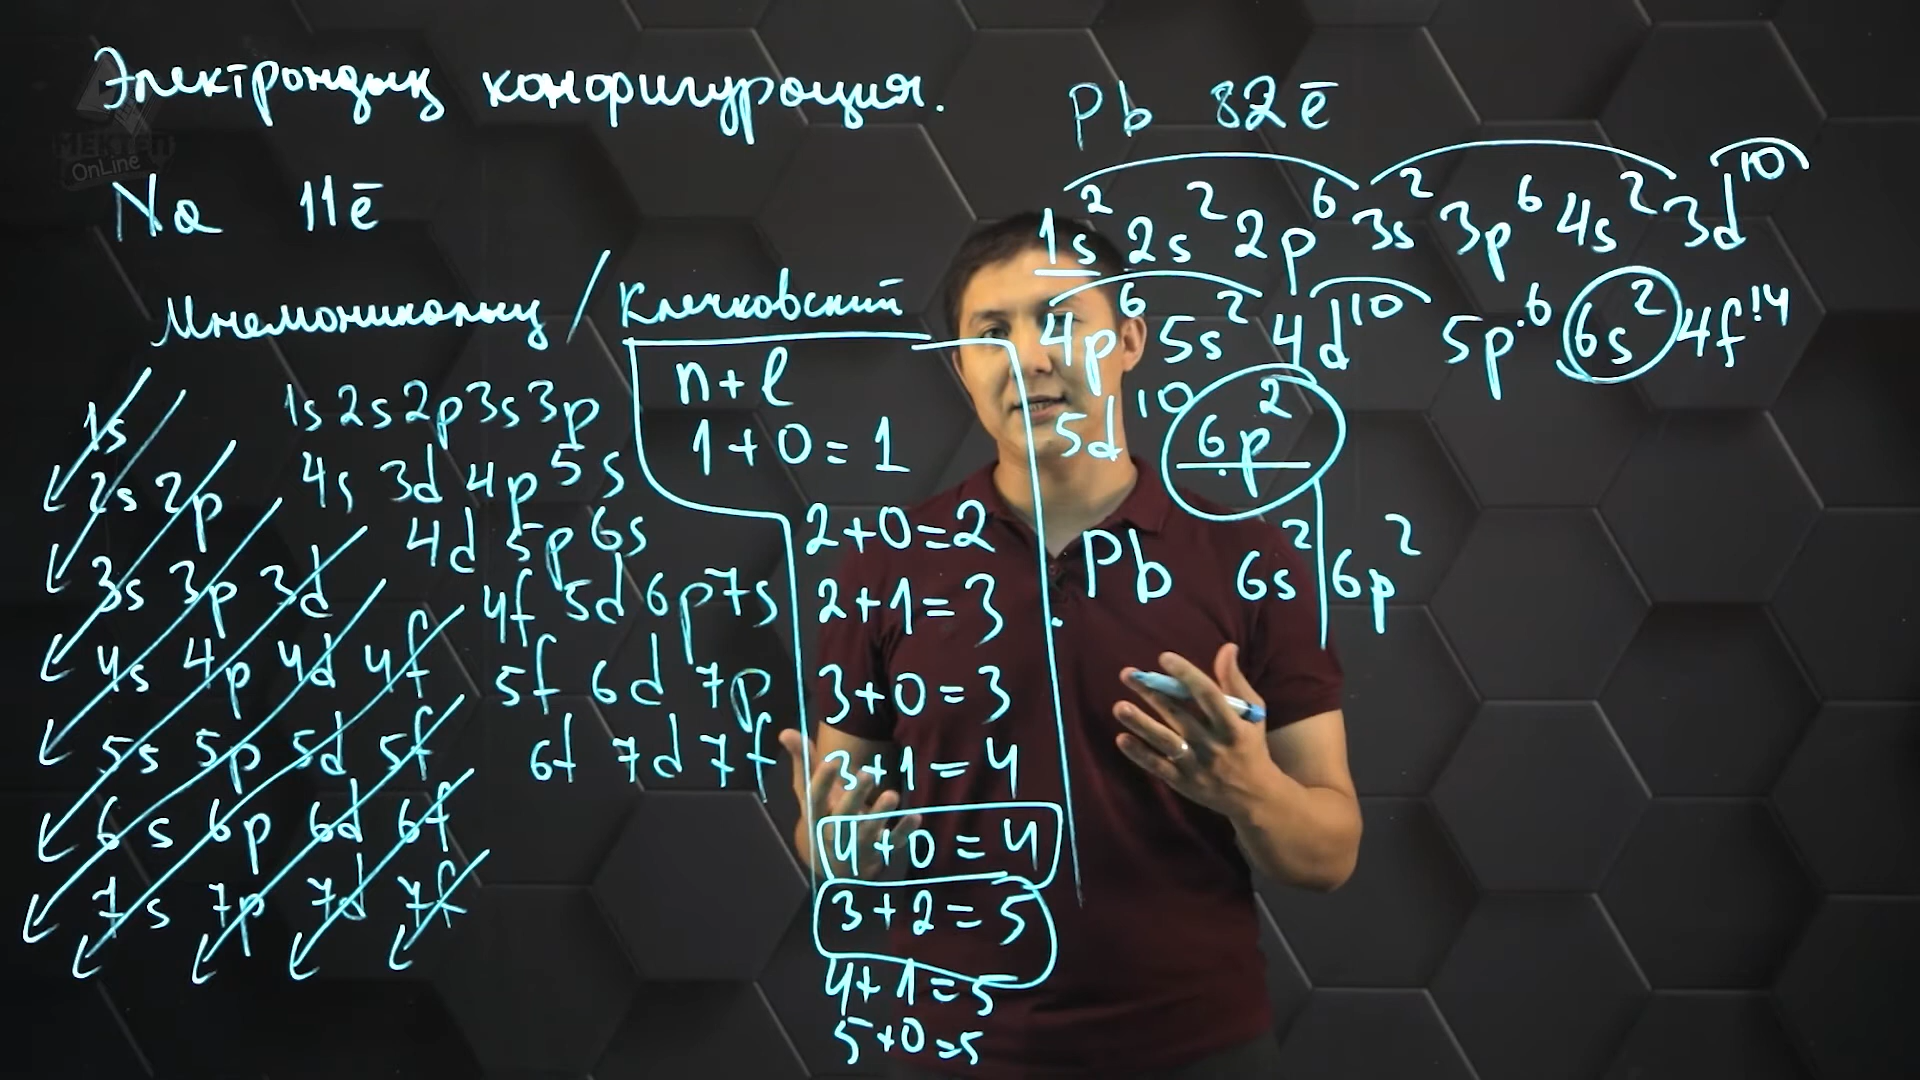 Электрондық конфигурация.
Na 11ē
Мнемоникалық / Клечковский
1s
2s 2p
3s 3p 3d
4s 4p 4d 4f
5s 5p 5d 5f
6s 6p 6d 6f
7s 7p 7d 7f
1s 2s 2p 3s 3p
4s 3d 4p 5s
4d 5p 6s
4f 5d 6p 7s
5f 6d 7p
6f 7d 7f
n+l
1+0=1
2+0=2
2+1=3
3+0=3
3+1=4
4+0=4
3+2=5
4+1=5
5+0=5
Pb 82ē
1s² 2s² 2p⁶ 3s² 3p⁶ 4s² 3d¹⁰
4p⁶ 5s² 4d¹⁰ 5p⁶ 6s² 4f¹⁴
5d¹⁰ 6p²
Pb 6s² 6p²
OnLine